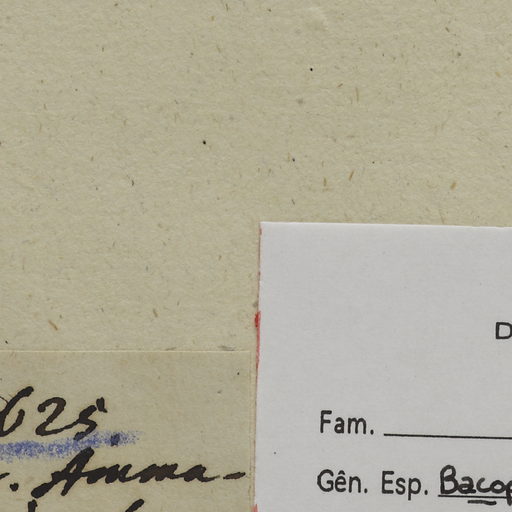 625.
Amma-
D
Fam.
Gên. Esp. Bacop